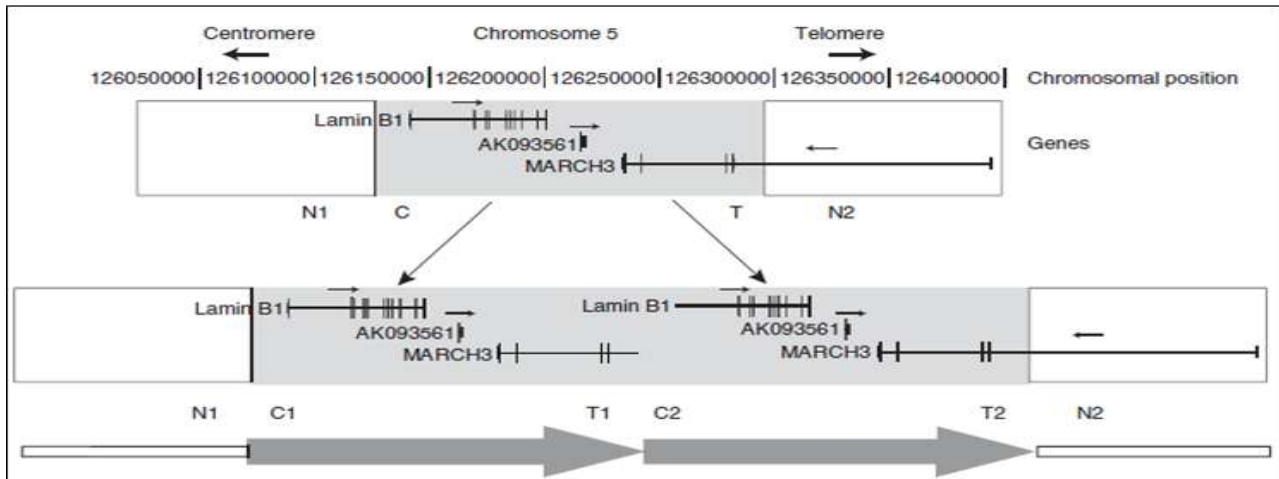 Centromere Chromosome 5 Telomere
126050000 126100000 126150000 126200000 126250000 126300000 126350000 126400000 Chromosomal position
Lamin B1
AK093561 Genes
MARCH3
N1 C T N2
Lamin B1 Lamin B1
AK093561 AK093561
MARCH3 MARCH3
N1 C1 T1 C2 T2 N2